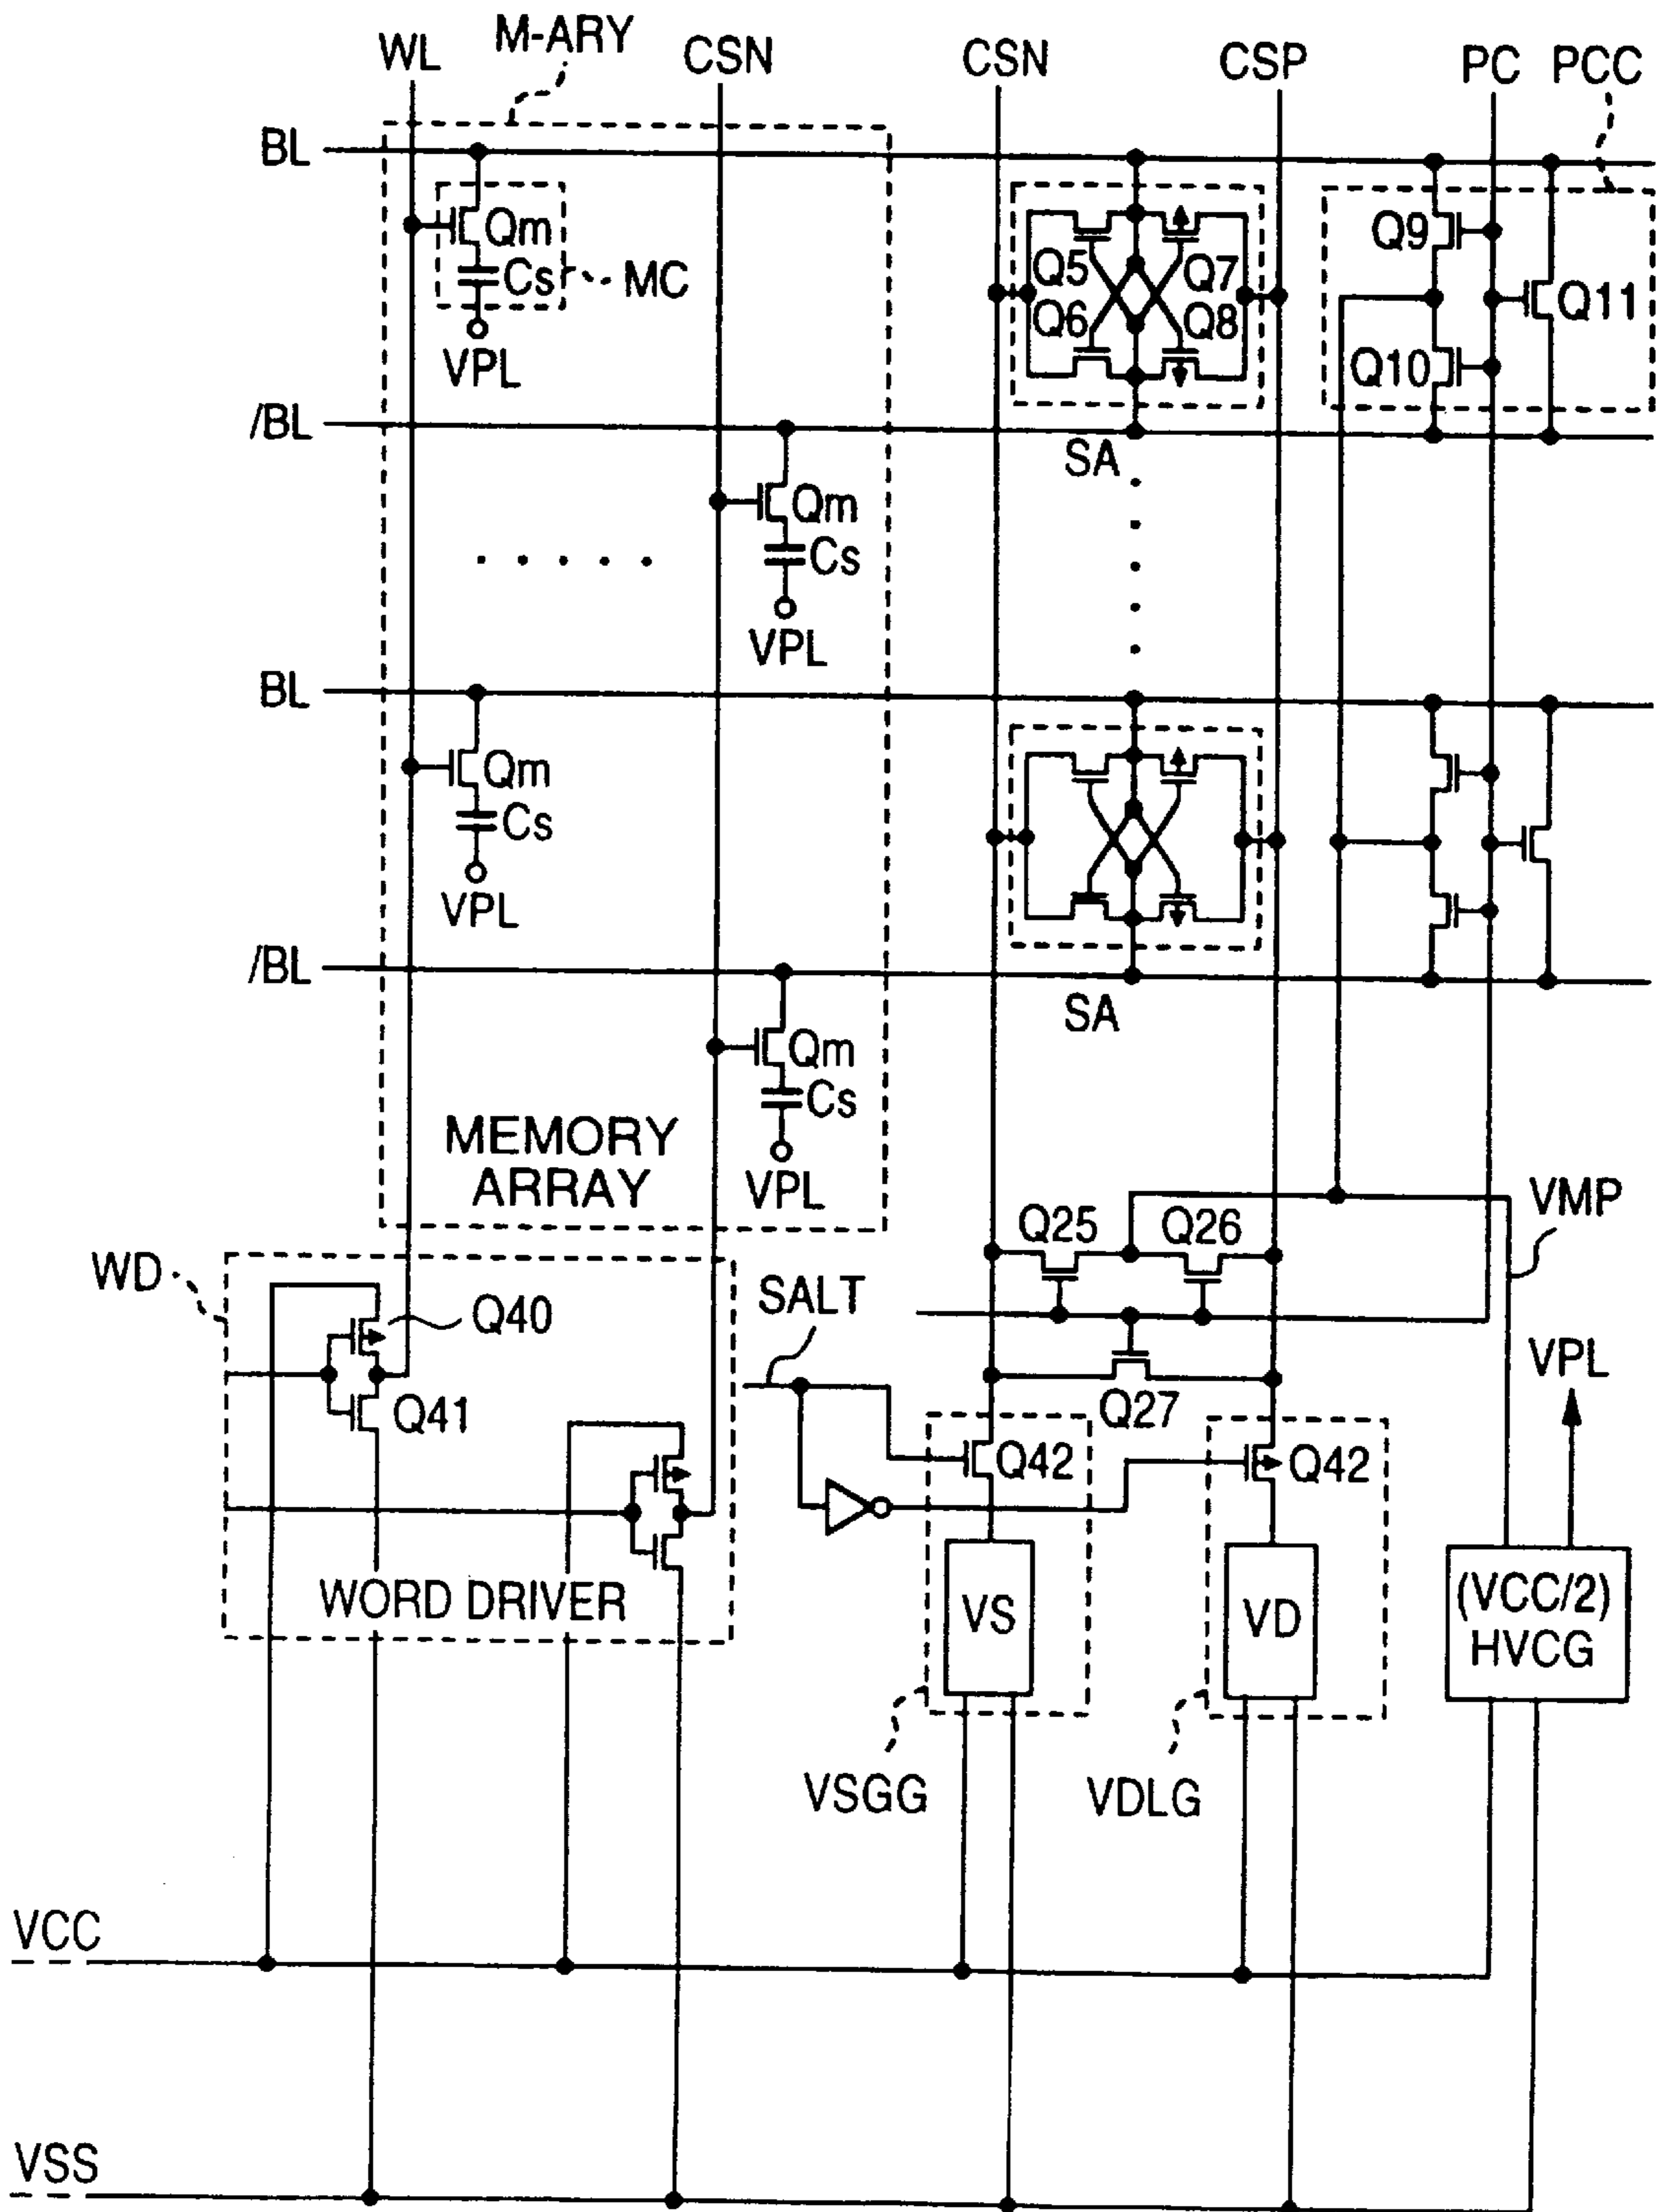 M-ARY
WL
CSN
CSN
CSP
PC
PCC
BL
Qm
Cs
MC
VPL
Q5
Q7
Q6
Q8
Q9
Q11
Q10
/BL
SA
Qm
Cs
VPL
BL
Qm
Cs
VPL
/BL
SA
Qm
Cs
VPL
MEMORY
ARRAY
VMP
Q25
Q26
WD
SALT
Q40
VPL
Q41
Q27
Q42
Q42
WORD DRIVER
VS
VD
(VCC/2)
HVCG
VSGG
VDLG
VCC
VSS